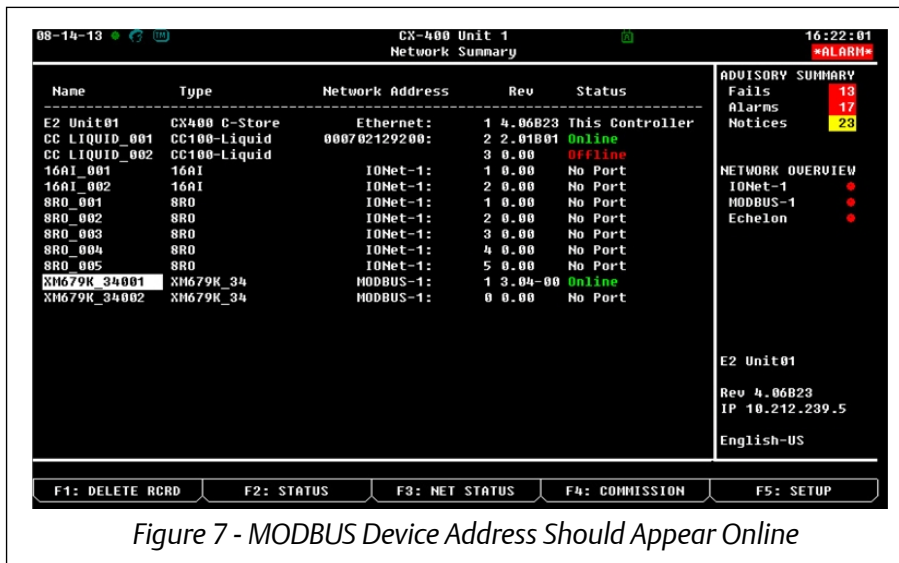 08-14-13 CX-400 Unit 1 16:22:01
Network Summary *ALARM*
Name Type Network Address Rev Status
E2 Unit01 CX400 C-Store Ethernet: 1 4.06B23 This Controller
CC LIQUID_001 CC100-Liquid 000702129200: 2 2.01B01 Online
CC LIQUID_002 CC100-Liquid 3 0.00 Offline
16AI_001 16AI IONet-1: 1 0.00 No Port
16AI_002 16AI IONet-1: 2 0.00 No Port
8RO_001 8RO IONet-1: 1 0.00 No Port
8RO_002 8RO IONet-1: 2 0.00 No Port
8RO_003 8RO IONet-1: 3 0.00 No Port
8RO_004 8RO IONet-1: 4 0.00 No Port
8RO_005 8RO IONet-1: 5 0.00 No Port
XM679K_34001 XM679K_34 MODBUS-1: 1 3.04-00 Online
XM679K_34002 XM679K_34 MODBUS-1: 0 0.00 No Port
ADVISORY SUMMARY
Fails 13
Alarms 17
Notices 23
NETWORK OVERVIEW
IONet-1
MODBUS-1
Echelon
E2 Unit01
Rev 4.06B23
IP 10.212.239.5
English-US
F1: DELETE RCRD F2: STATUS F3: NET STATUS F4: COMMISSION F5: SETUP
Figure 7 - MODBUS Device Address Should Appear Online